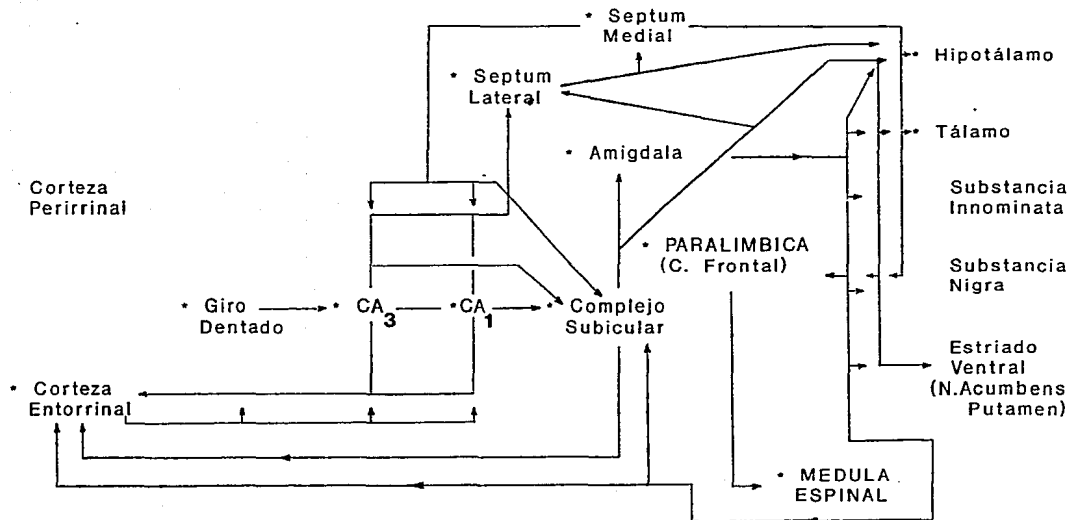 * Septum
Medial
* Hipotálamo
* Septum
Lateral
* Tálamo
* Amigdala
Corteza
Perirrinal
Substancia
Innominata
* PARALIMBICA
(C. Frontal)
Substancia
Nigra
* Giro
Dentado
* CA3
* CA1
* Complejo
Subicular
Estriado
Ventral
(N.Acumbens
Putamen)
* Corteza
Entorrinal
* MEDULA
ESPINAL